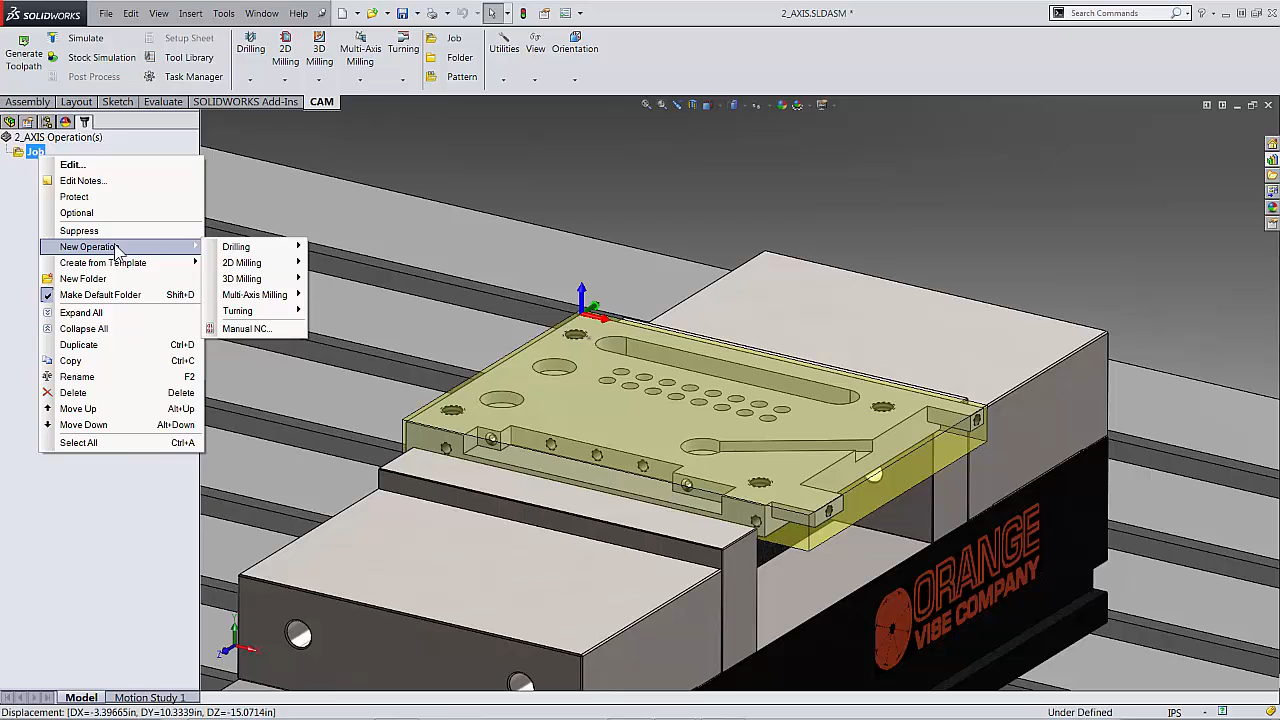 SOLIDWORKS File Edit View Insert Tools Window Help 2_AXIS.SLDASM * Search Commands
Generate Toolpath
Simulate
Stock Simulation
Post Process
Setup Sheet
Tool Library
Task Manager
Drilling
2D Milling
3D Milling
Multi-Axis Milling
Turning
Job
Folder
Pattern
Utilities
View
Orientation
Assembly Layout Sketch Evaluate SOLIDWORKS Add-Ins CAM
2_AXIS Operation(s)
Job
Edit...
Edit Notes...
Protect
Optional
Suppress
New Operation
Create from Template
New Folder
Make Default Folder Shift+D
Expand All
Collapse All
Duplicate Ctrl+D
Copy Ctrl+C
Rename F2
Delete Delete
Move Up Alt+Up
Move Down Alt+Down
Select All Ctrl+A
Drilling
2D Milling
3D Milling
Multi-Axis Milling
Turning
Manual NC...
ORANGE
VISE COMPANY
Z
Model Motion Study 1
Displacement: [DX=-3.39665in, DY=10.3339in, DZ=-15.0714in] Under Defined IPS